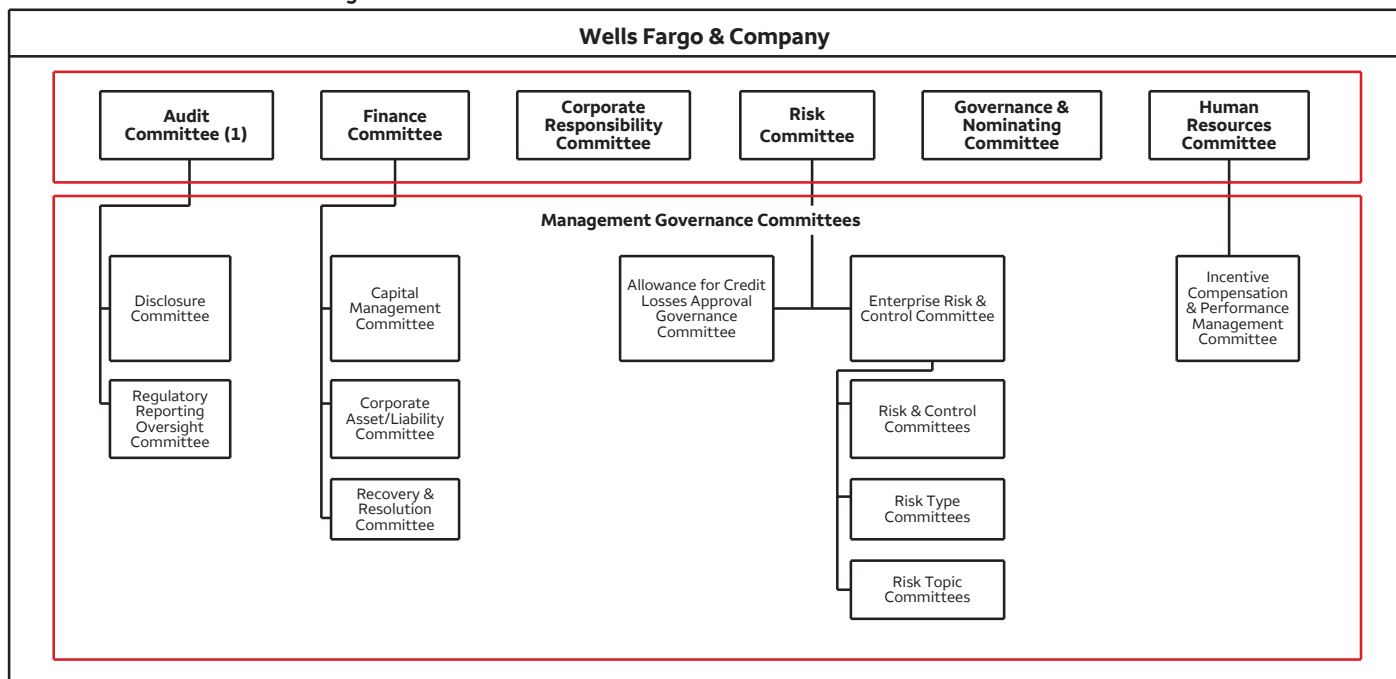 Wells Fargo & Company
Audit
Committee (1)
Finance
Committee
Corporate
Responsibility
Committee
Risk
Committee
Governance &
Nominating
Committee
Human
Resources
Committee
Management Governance Committees
Disclosure
Committee
Capital
Management
Committee
Allowance for Credit
Losses Approval
Governance
Committee
Enterprise Risk &
Control Committee
Incentive
Compensation
& Performance
Management
Committee
Regulatory
Reporting
Oversight
Committee
Corporate
Asset/Liability
Committee
Risk & Control
Committees
Recovery &
Resolution
Committee
Risk Type
Committees
Risk Topic
Committees